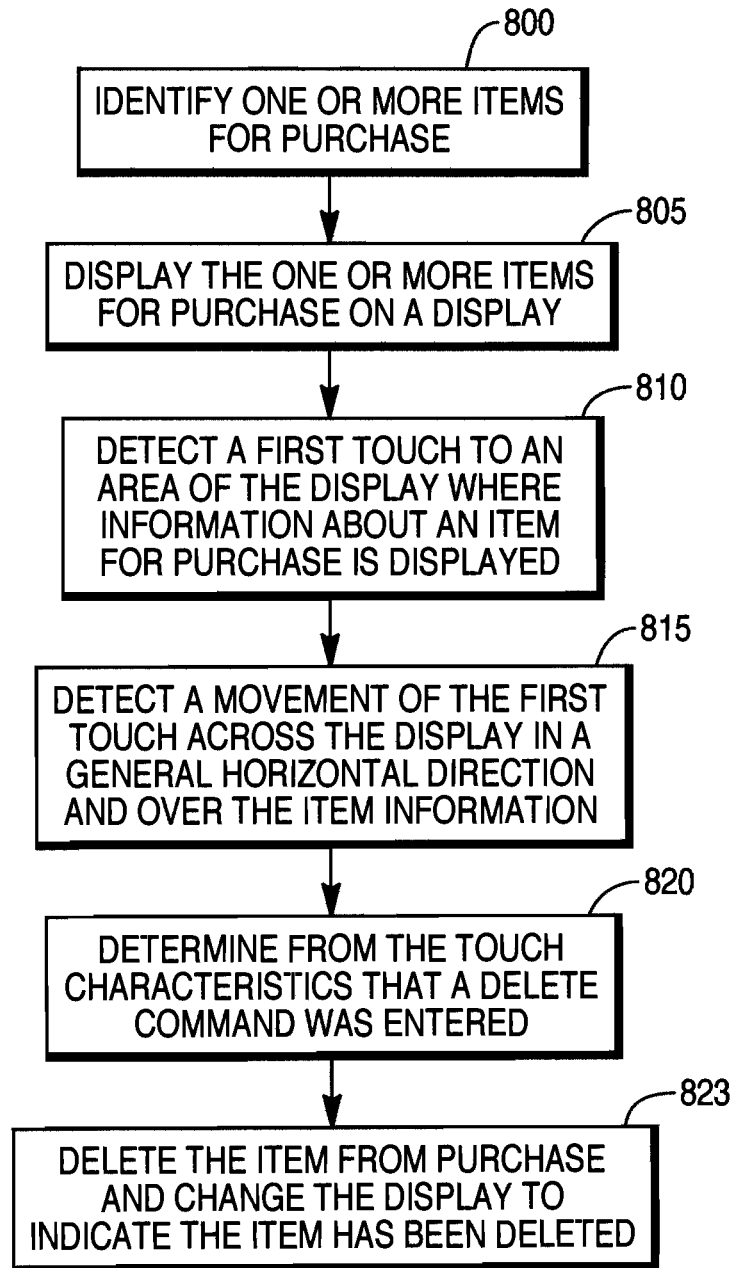 800
IDENTIFY ONE OR MORE ITEMS
FOR PURCHASE
805
DISPLAY THE ONE OR MORE ITEMS
FOR PURCHASE ON A DISPLAY
810
DETECT A FIRST TOUCH TO AN
AREA OF THE DISPLAY WHERE
INFORMATION ABOUT AN ITEM
FOR PURCHASE IS DISPLAYED
815
DETECT A MOVEMENT OF THE FIRST
TOUCH ACROSS THE DISPLAY IN A
GENERAL HORIZONTAL DIRECTION
AND OVER THE ITEM INFORMATION
820
DETERMINE FROM THE TOUCH
CHARACTERISTICS THAT A DELETE
COMMAND WAS ENTERED
823
DELETE THE ITEM FROM PURCHASE
AND CHANGE THE DISPLAY TO
INDICATE THE ITEM HAS BEEN DELETED